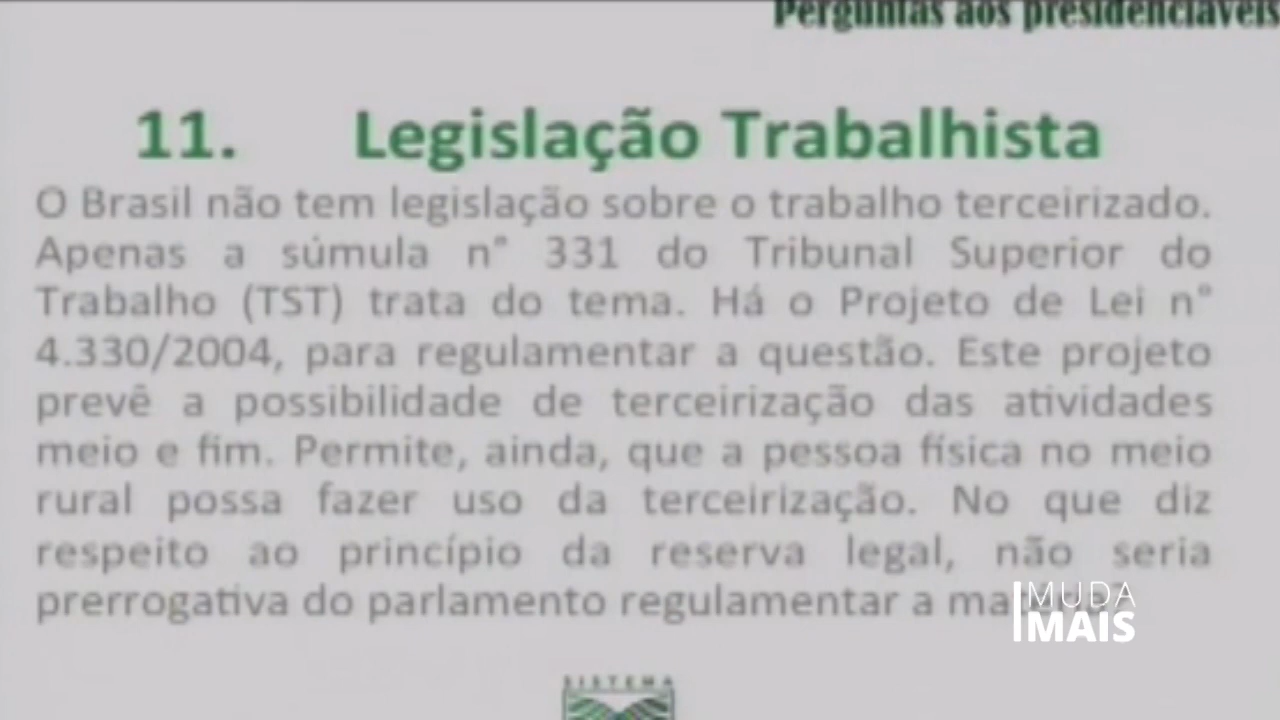 Perguntas aos presidenciáveis
11. Legislação Trabalhista
O Brasil não tem legislação sobre o trabalho terceirizado.
Apenas a súmula n° 331 do Tribunal Superior do
Trabalho (TST) trata do tema. Há o Projeto de Lei n°
4.330/2004, para regulamentar a questão. Este projeto
prevê a possibilidade de terceirização das atividades
meio e fim. Permite, ainda, que a pessoa física no meio
rural possa fazer uso da terceirização. No que diz
respeito ao princípio da reserva legal, não seria
prerrogativa do parlamento regulamentar a
MUDA
MAIS
SISTEMA